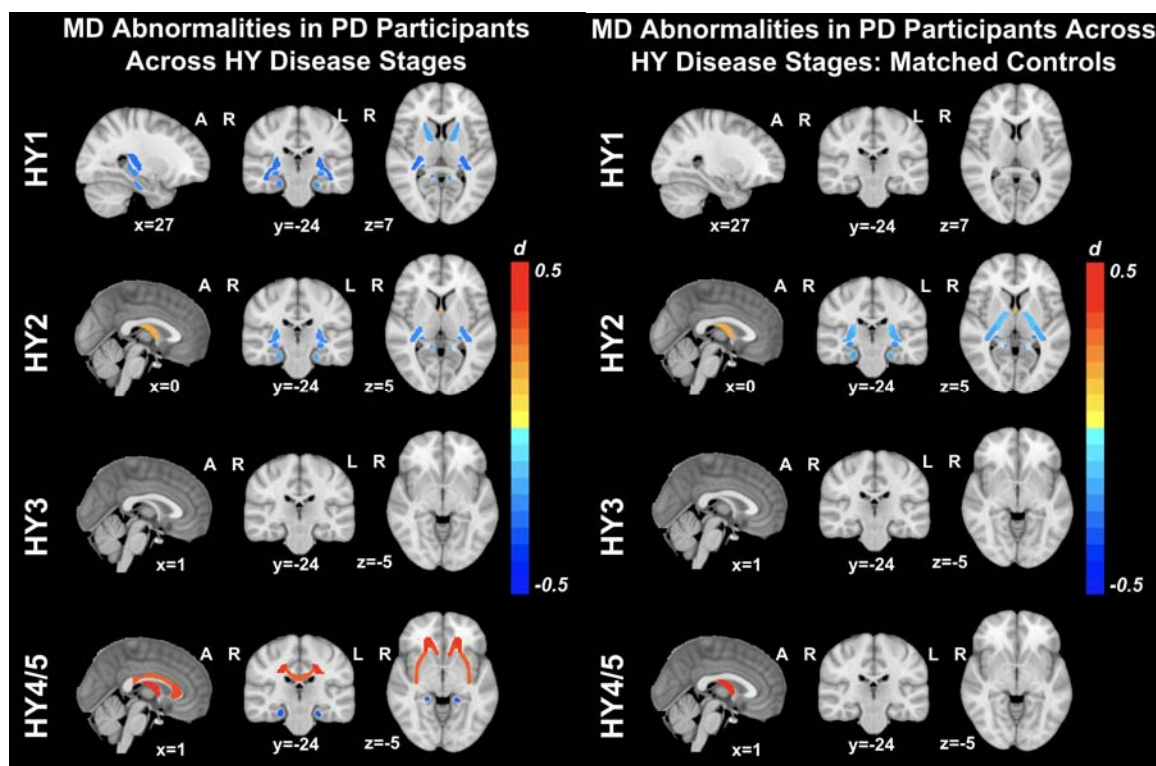 MD Abnormalities in PD Participants
Across HY Disease Stages
HY1
A R L R
x=27 y=-24 z=7
HY2
A R L R
x=0 y=-24 z=5
HY3
A R L R
x=1 y=-24 z=-5
HY4/5
A R L R
x=1 y=-24 z=-5
d
0.5
-0.5
MD Abnormalities in PD Participants Across
HY Disease Stages: Matched Controls
HY1
A R L R
x=27 y=-24 z=7
HY2
A R L R
x=0 y=-24 z=5
HY3
A R L R
x=1 y=-24 z=-5
HY4/5
A R L R
x=1 y=-24 z=-5
d
0.5
-0.5